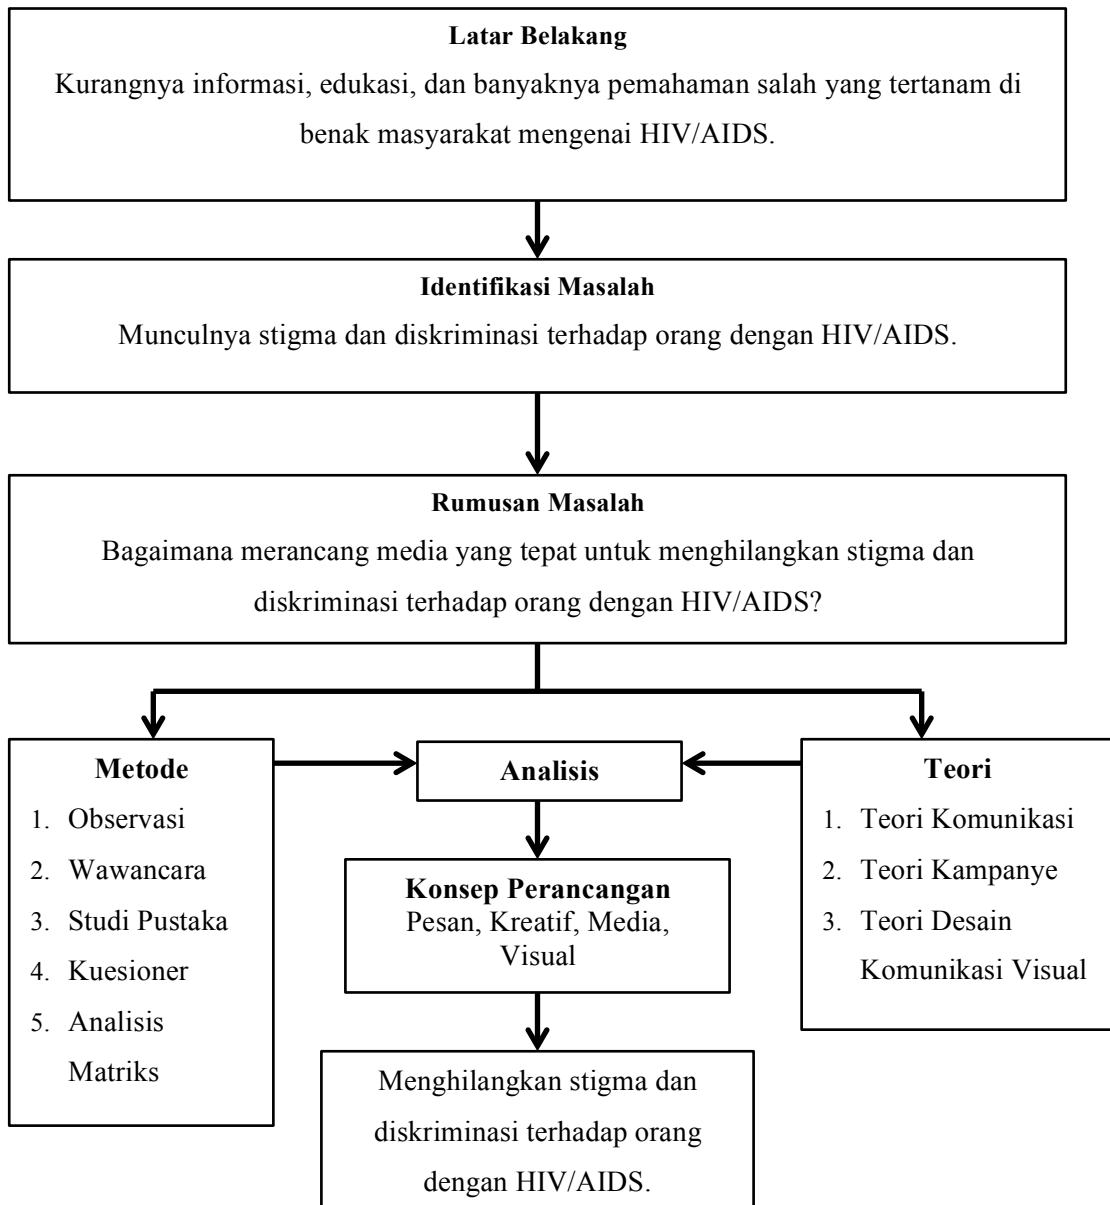 Latar Belakang
Kurangnya informasi, edukasi, dan banyaknya pemahaman salah yang tertanam di
benak masyarakat mengenai HIV/AIDS.
Identifikasi Masalah
Munculnya stigma dan diskriminasi terhadap orang dengan HIV/AIDS.
Rumusan Masalah
Bagaimana merancang media yang tepat untuk menghilangkan stigma dan
diskriminasi terhadap orang dengan HIV/AIDS?
Metode
1. Observasi
2. Wawancara
3. Studi Pustaka
4. Kuesioner
5. Analisis
Matriks
Analisis
Konsep Perancangan
Pesan, Kreatif, Media,
Visual
Menghilangkan stigma dan
diskriminasi terhadap orang
dengan HIV/AIDS.
Teori
1. Teori Komunikasi
2. Teori Kampanye
3. Teori Desain
Komunikasi Visual